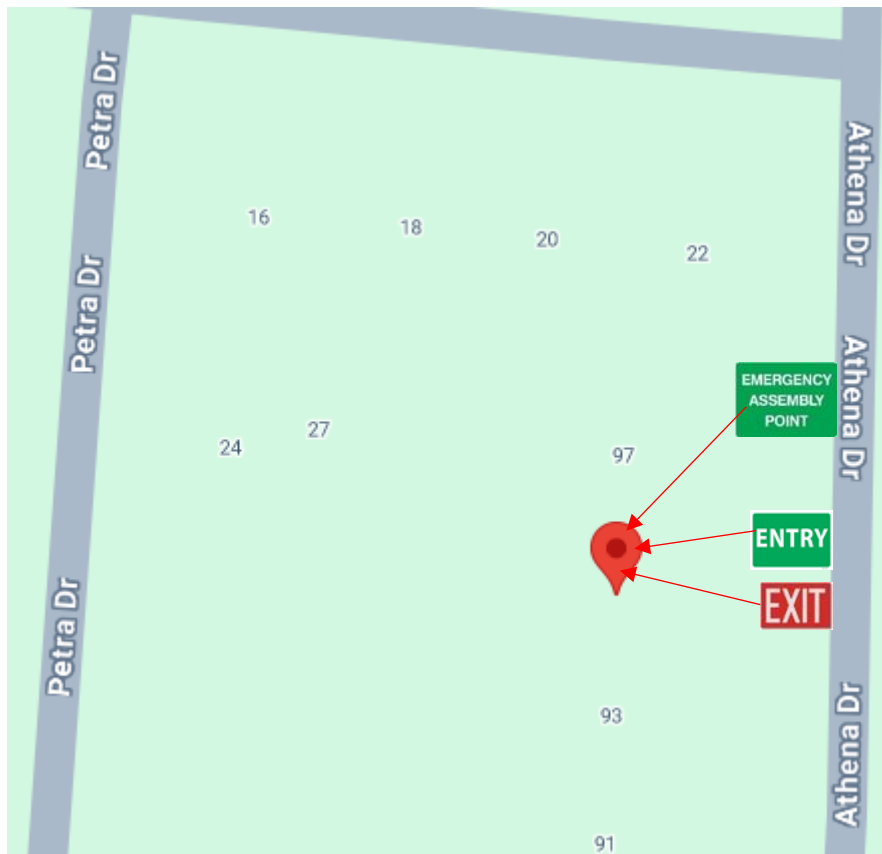 Petra Dr
Athena Dr
16
18
20
22
Petra Dr
Athena Dr
EMERGENCY
ASSEMBLY
POINT
24
27
97
ENTRY
EXIT
Petra Dr
93
Athena Dr
91